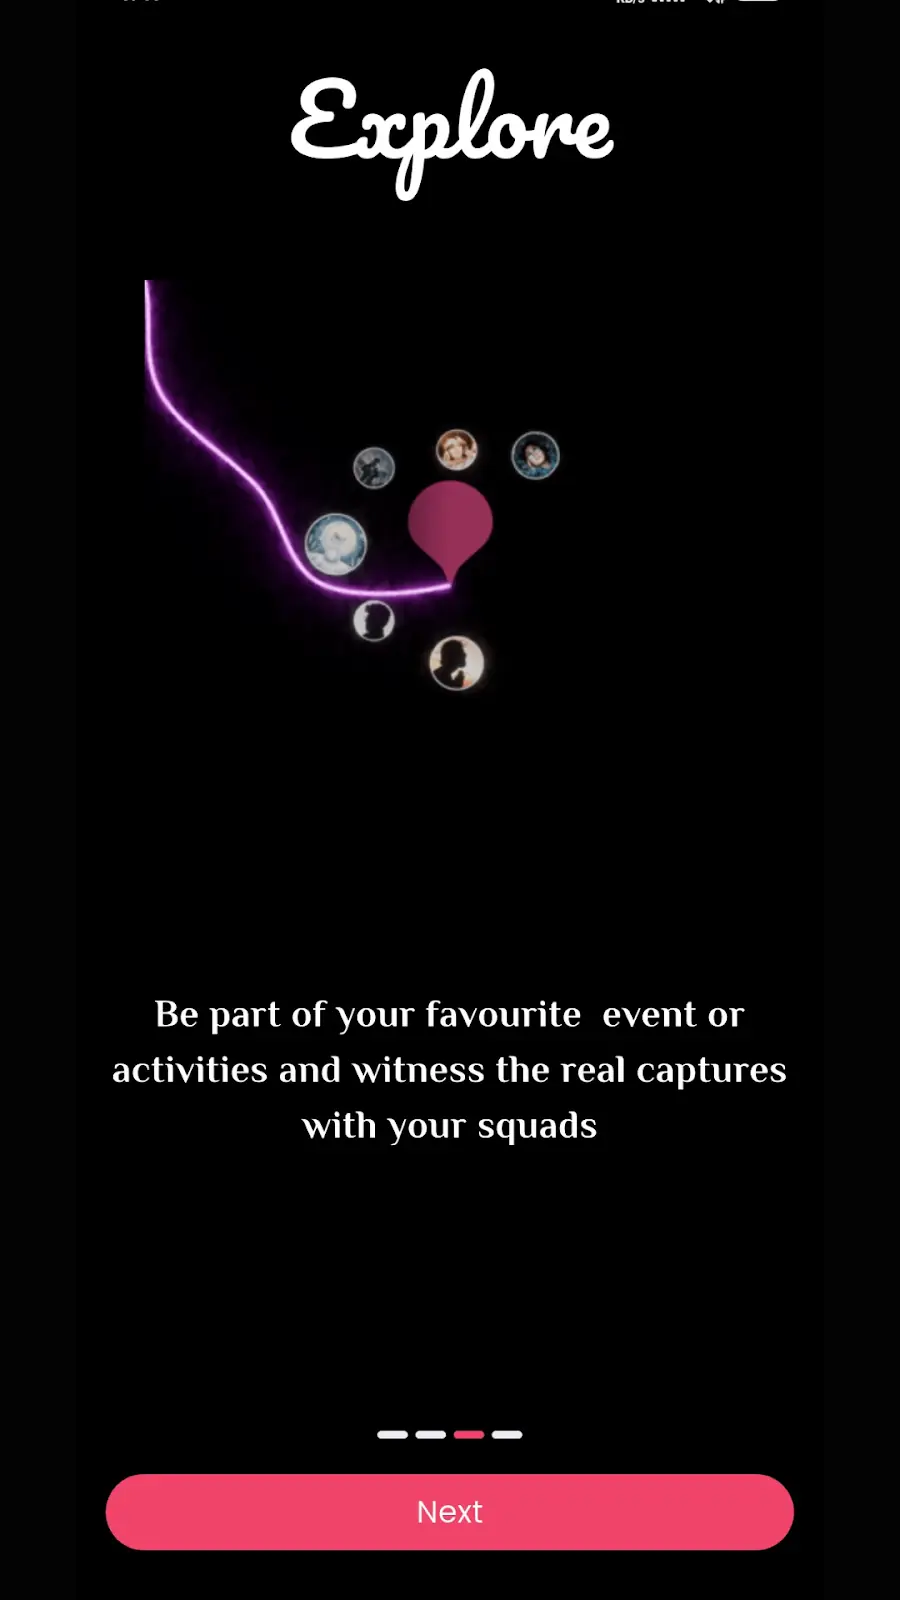 Explore
Be part of your favourite  event or
activities and witness the real captures
with your squads
Next